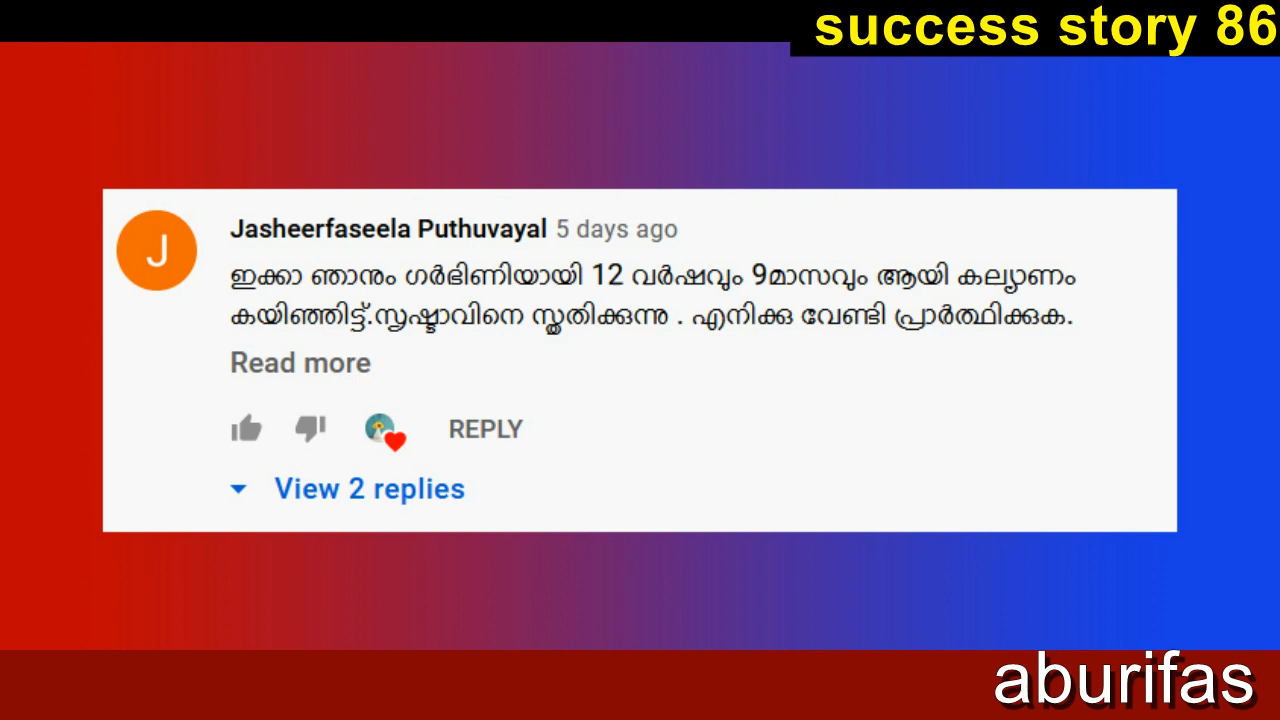 success story 86
J
Jasheerfaseela Puthuvayal 5 days ago
ഇക്കാ ഞാനും ഗർഭിണിയായി 12 വർഷവും 9മാസവും ആയി കല്യാണം
കയിഞ്ഞിട്ട്.സൃഷ്ടാവിനെ സ്തുതിക്കുന്നു . എനിക്കു വേണ്ടി പ്രാർത്ഥിക്കുക.
Read more
REPLY
View 2 replies
aburifas